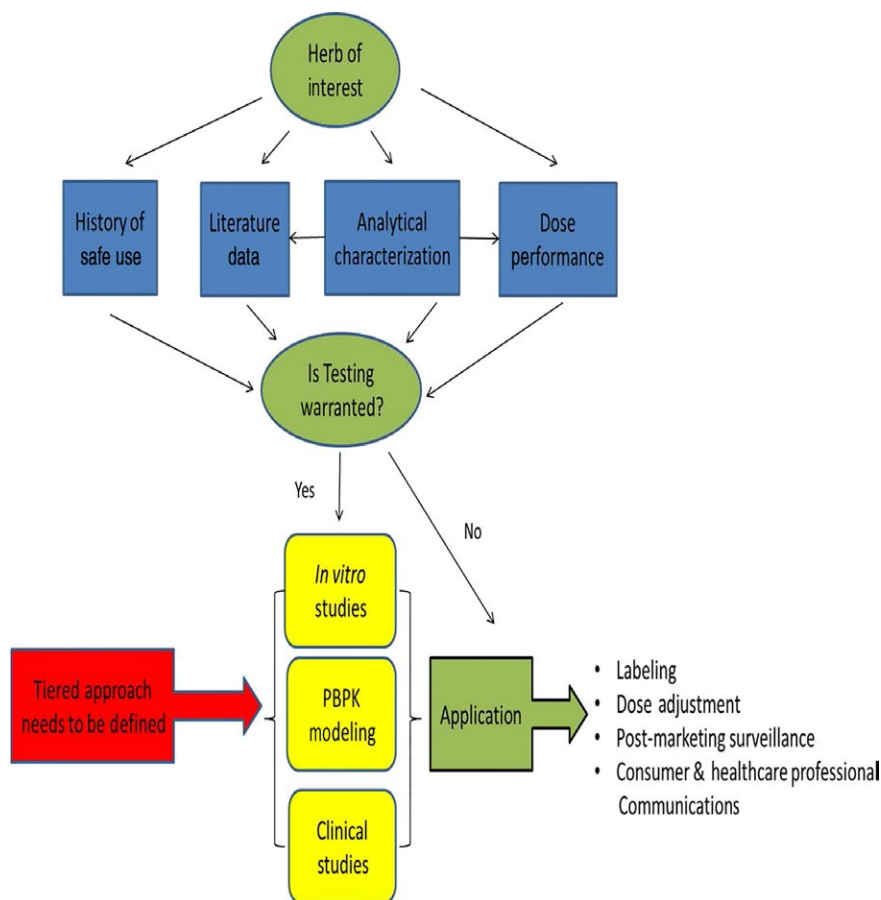 Herb of
interest
History of
safe use
Literature
data
Analytical
characterization
Dose
performance
Is Testing
warranted?
Yes
No
In vitro
studies
PBPK
modeling
Clinical
studies
Tiered approach
needs to be defined
Application
• Labeling
• Dose adjustment
• Post-marketing surveillance
• Consumer & healthcare professional
Communications